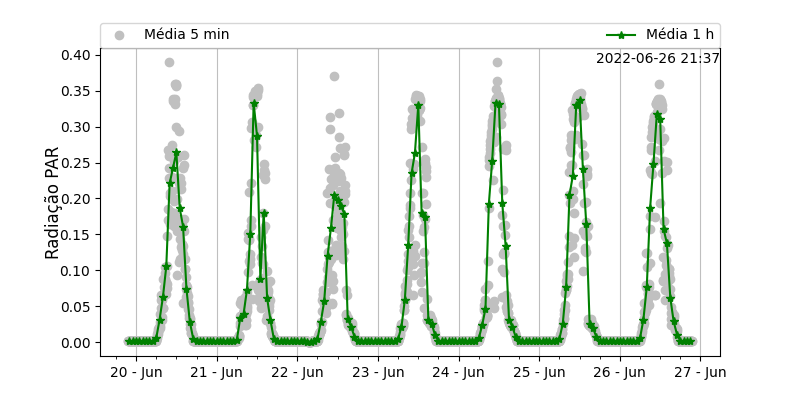 Média 5 min
Média 1 h
2022-06-26 21:37
Radiação PAR
0.40
0.35
0.30
0.25
0.20
0.15
0.10
0.05
0.00
20 - Jun
21 - Jun
22 - Jun
23 - Jun
24 - Jun
25 - Jun
26 - Jun
27 - Jun